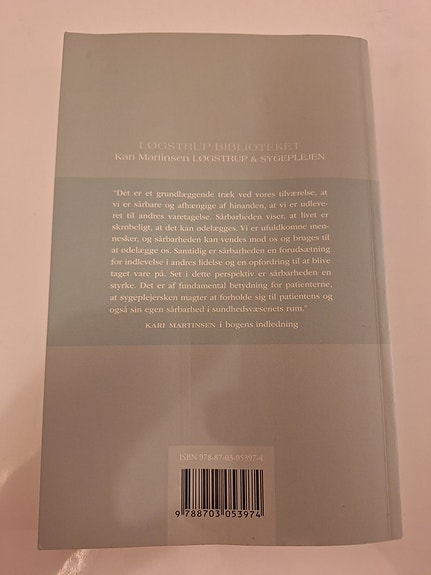 LØGSTRUP BIBLIOTEKET
Kari Martinsen LØGSTRUP & SYGEPLEJEN
"Det er et grundlæggende træk ved vores tilværelse, at
vi er sårbare og afhængige af hinanden, at vi er udleve-
ret til andres varetagelse. Sårbarheden viser, at livet er
skrøbeligt, at det kan ødelægges. Vi er ufuldkomne men-
nesker, og sårbarheden kan vendes mod os og bruges til
at ødelægge os. Samtidig er sårbarheden en forudsætning
for indlevelse i andres lidelse og en opfordring til at blive
taget vare på. Set i dette perspektiv er sårbarheden en
styrke. Det er af fundamental betydning for patienterne,
at sygeplejersken magter at forholde sig til patientens og
også sin egen sårbarhed i sundhedsvæsenets rum."
KARI MARTINSEN i bogens indledning
ISBN 978-87-03-05397-4
9 788703 053974